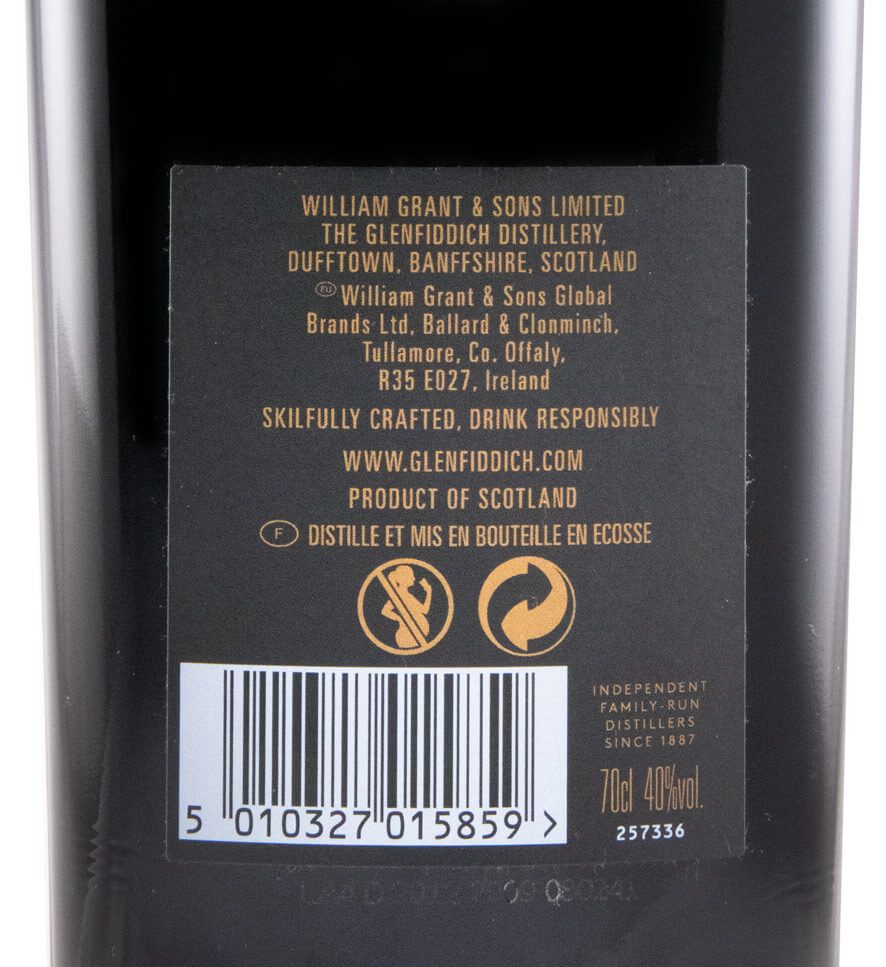 WILLIAM GRANT & SONS LIMITED
THE GLENFIDDICH DISTILLERY,
DUFFTOWN, BANFFSHIRE, SCOTLAND
FU William Grant & Sons Global
Brands Ltd, Ballard & Clonminch,
Tullamore, Co. Offaly,
R35 E027, Ireland
SKILFULLY CRAFTED, DRINK RESPONSIBLY
WWW.GLENFIDDICH.COM
PRODUCT OF SCOTLAND
F DISTILLE ET MIS EN BOUTEILLE EN ECOSSE
INDEPENDENT
FAMILY-RUN
DISTILLERS
SINCE 1887
70cl 40%vol.
257336
5 010327 015859 >